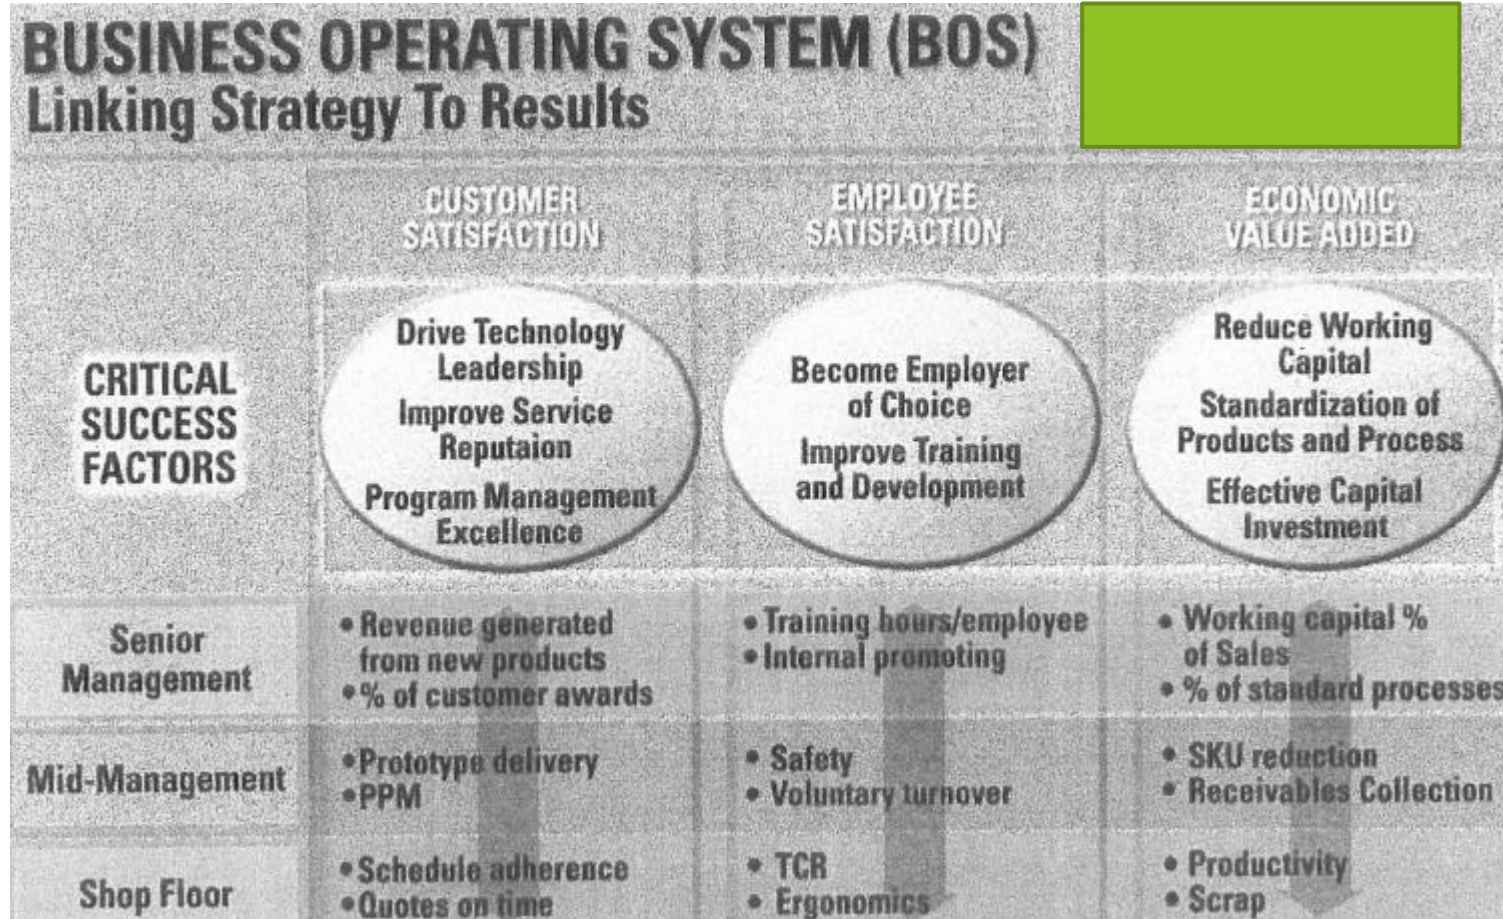 BUSINESS OPERATING SYSTEM (BOS)
Linking Strategy To Results
CUSTOMER
SATISFACTION
EMPLOYEE
SATISFACTION
ECONOMIC
VALUE ADDED
CRITICAL
SUCCESS
FACTORS
Drive Technology
Leadership
Improve Service
Reputaion
Program Management
Excellence
Become Employer
of Choice
Improve Training
and Development
Reduce Working
Capital
Standardization of
Products and Process
Effective Capital
Investment
Senior
Management
• Revenue generated
from new products
• % of customer awards
• Training hours/employee
• Internal promoting
• Working capital %
of Sales
• % of standard processes
Mid-Management
• Prototype delivery
• PPM
• Safety
• Voluntary turnover
• SKU reduction
• Receivables Collection
Shop Floor
• Schedule adherence
• Quotes on time
• TCR
• Ergonomics
• Productivity
• Scrap